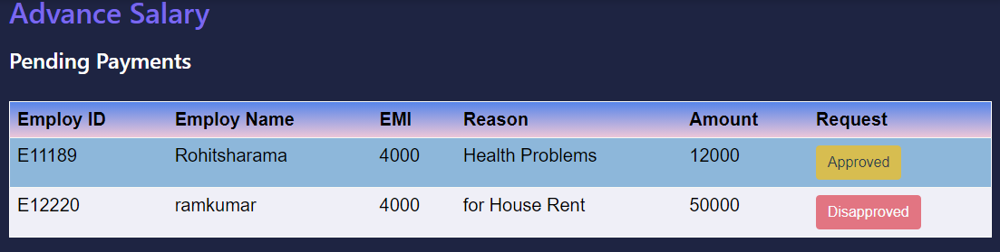 Advance Salary
Pending Payments
Employ ID Employ Name EMI Reason Amount Request
E11189 Rohitsharama 4000 Health Problems 12000 Approved
E12220 ramkumar 4000 for House Rent 50000 Disapproved